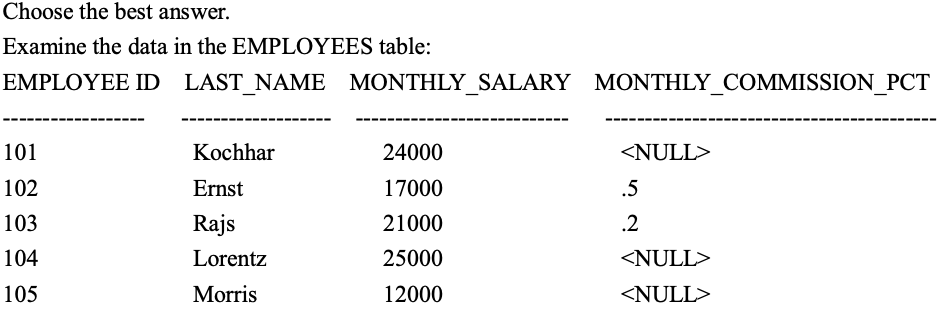 Choose the best answer.
Examine the data in the EMPLOYEES table:
EMPLOYEE ID LAST_NAME MONTHLY_SALARY MONTHLY_COMMISSION_PCT
------------------ ------------------- --------------------------- ------------------------------------------
101 Kochhar 24000 <NULL>
102 Ernst 17000 .5
103 Rajs 21000 .2
104 Lorentz 25000 <NULL>
105 Morris 12000 <NULL>